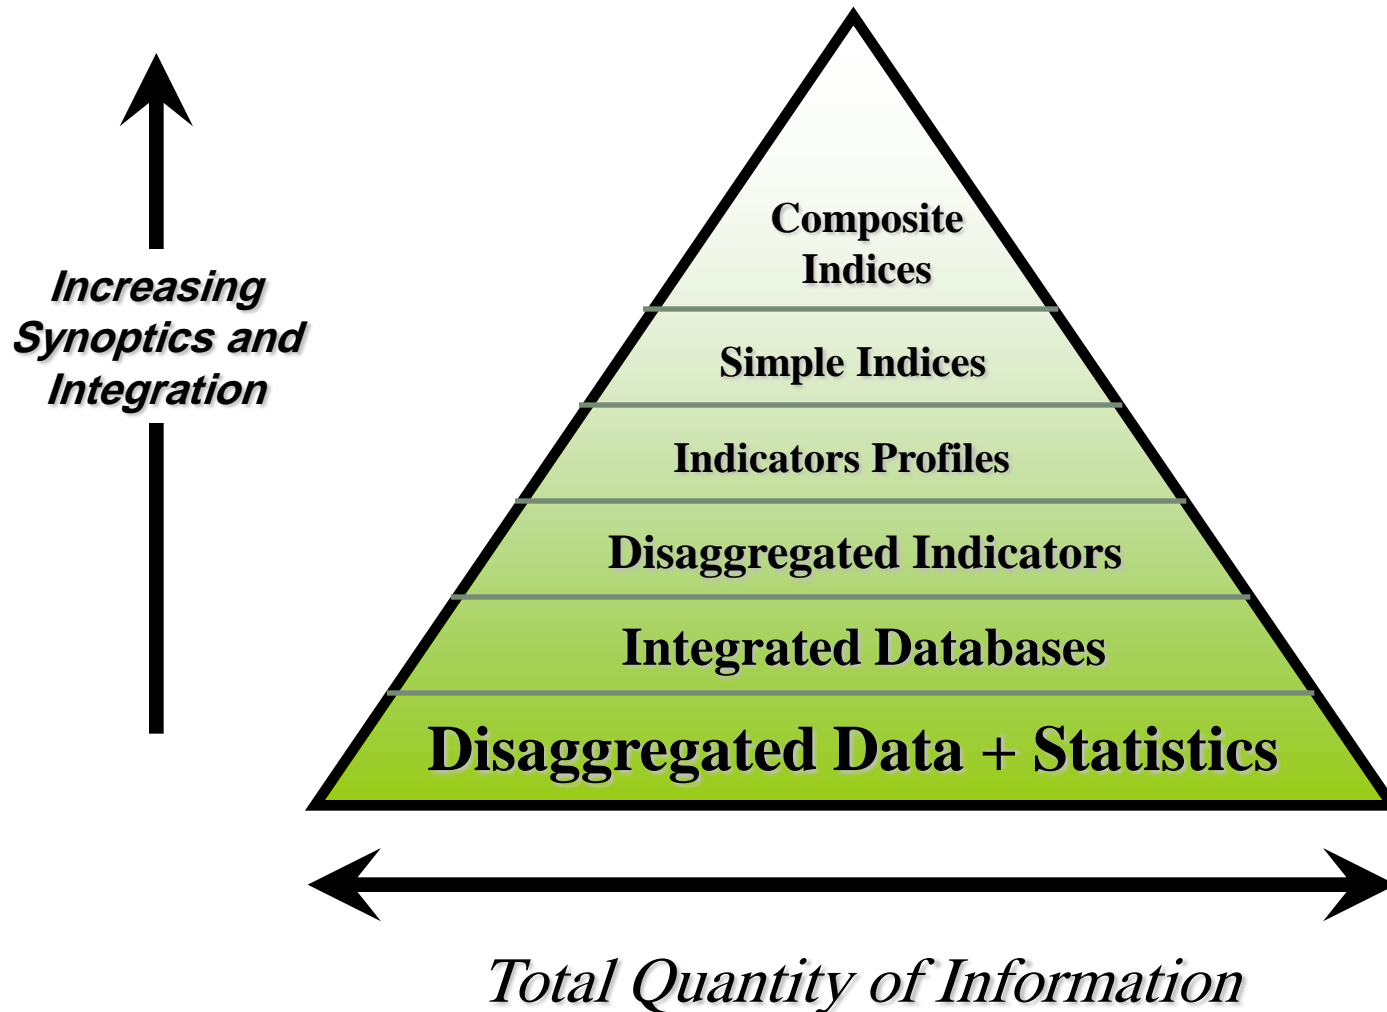 Composite
Indices
Increasing
Synoptics and
Integration
Simple Indices
Indicators Profiles
Disaggregated Indicators
Integrated Databases
Disaggregated Data + Statistics
Total Quantity of Information